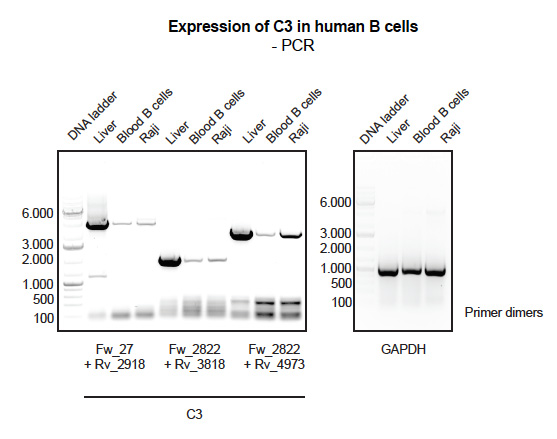 Expression of C3 in human B cells
- PCR
DNA ladder
Liver
Blood B cells
Raji
Liver
Blood B cells
Raji
Liver
Blood B cells
Raji
6.000
3.000
2.000
1.000
500
100
Fw_27
+ Rv_2918
Fw_2822
+ Rv_3818
Fw_2822
+ Rv_4973
C3
DNA ladder
Liver
Blood B cells
Raji
6.000
3.000
2.000
1.000
500
100
GAPDH
Primer dimers